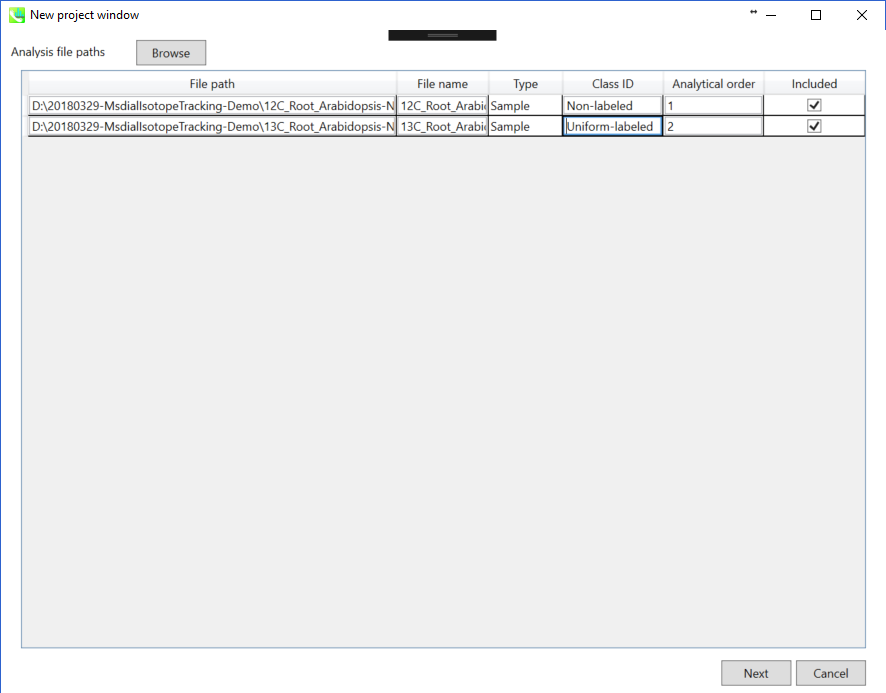 New project window
Analysis file paths Browse
File path File name Type Class ID Analytical order Included
D:\20180329-MsdialIsotopeTracking-Demo\12C_Root_Arabidopsis-N 12C_Root_Arabi Sample Non-labeled 1
D:\20180329-MsdialIsotopeTracking-Demo\13C_Root_Arabidopsis-N 13C_Root_Arabi Sample Uniform-labeled 2
Next Cancel